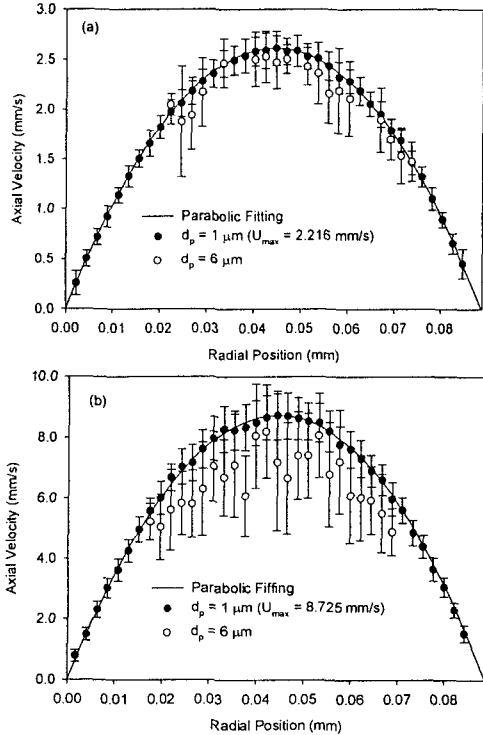 (a)
3.0
2.5
2.0
1.5
1.0
0.5
0.0
Axial Velocity (mm/s)
Parabolic Fitting
dp = 1 μm (Umax = 2.216 mm/s)
dp = 6 μm
0.00 0.01 0.02 0.03 0.04 0.05 0.06 0.07 0.08
Radial Position (mm)
(b)
10.0
8.0
6.0
4.0
2.0
0.0
Axial Velocity (mm/s)
Parabolic Fiffing
dp = 1 μm (Umax = 8.725 mm/s)
dp = 6 μm
0.00 0.01 0.02 0.03 0.04 0.05 0.06 0.07 0.08
Radial Position (mm)